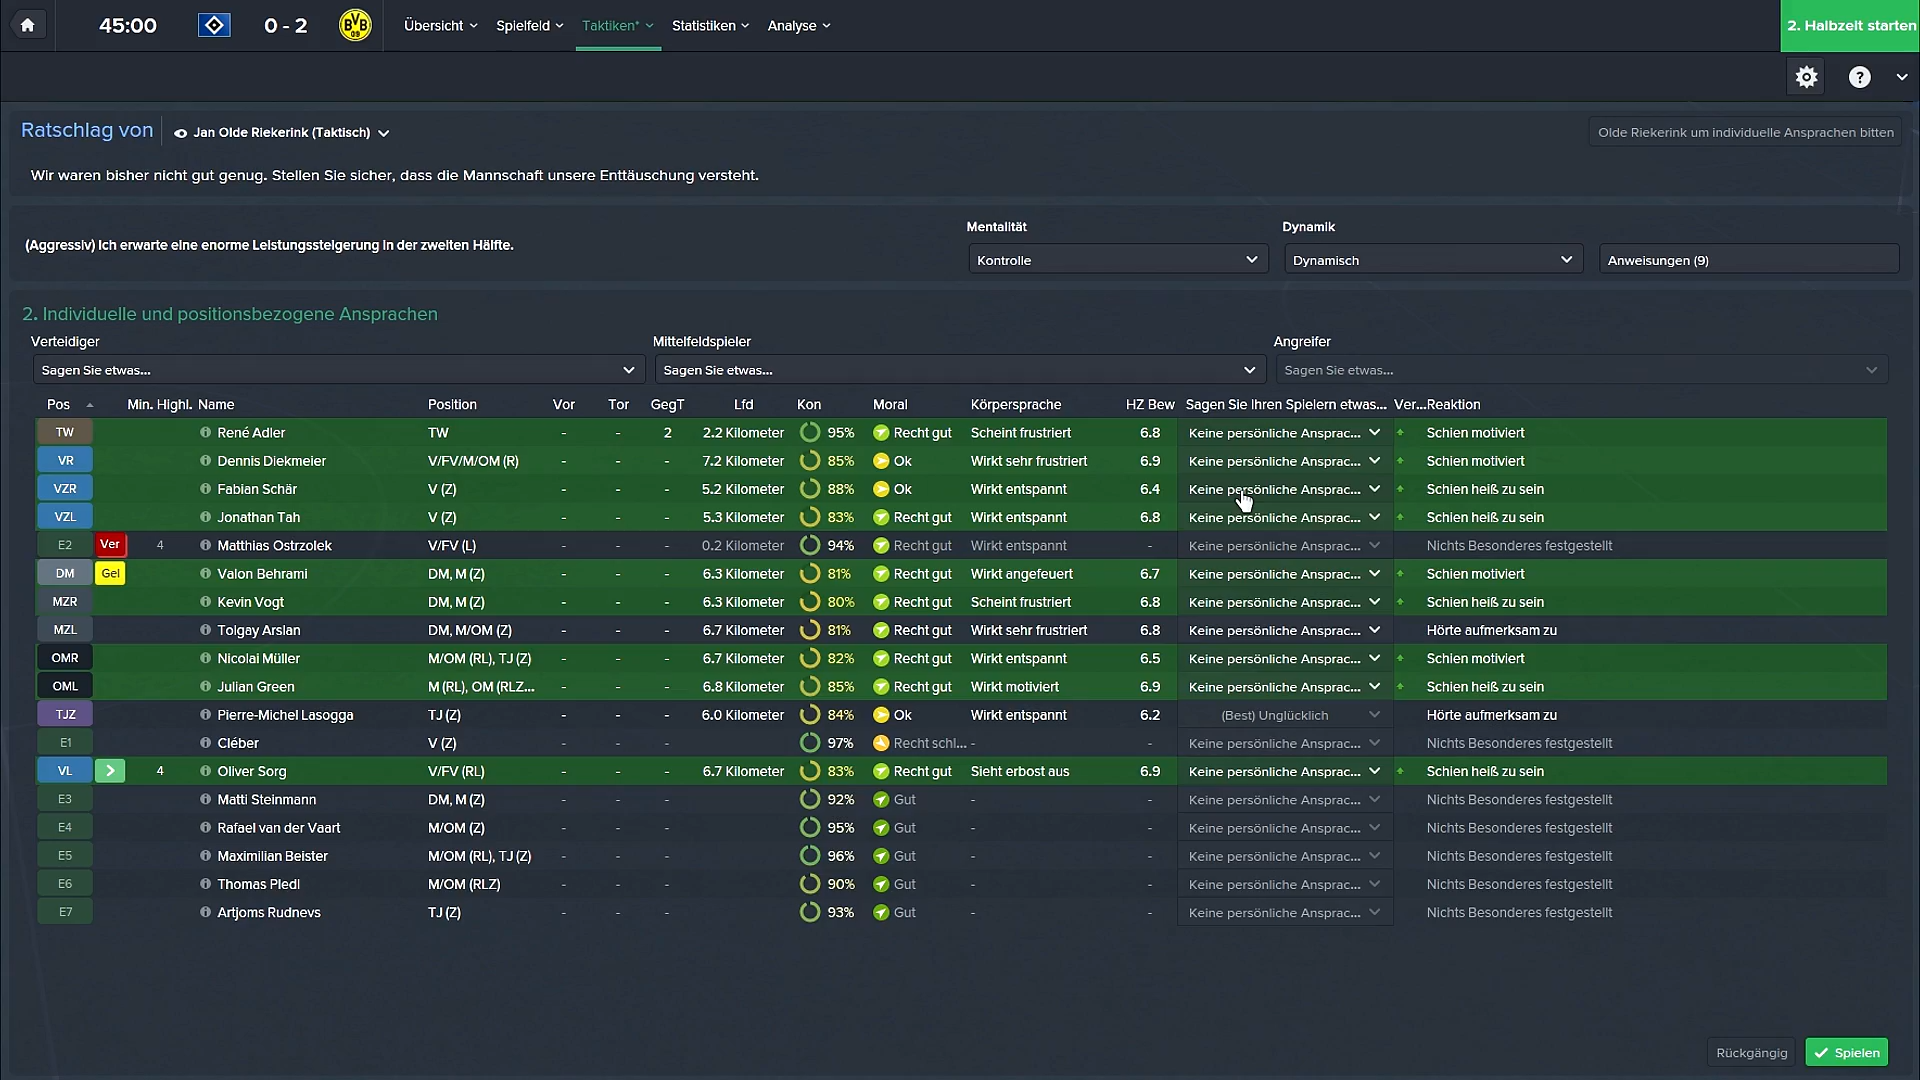 45:00 0 - 2 BVB 09 Übersicht Spielfeld Taktiken* Statistiken Analyse 2. Halbzeit starten
?
Ratschlag von Jan Olde Riekerink (Taktisch) Olde Riekerink um individuelle Ansprachen bitten
Wir waren bisher nicht gut genug. Stellen Sie sicher, dass die Mannschaft unsere Enttäuschung versteht.
Mentalität Dynamik
(Aggressiv) Ich erwarte eine enorme Leistungssteigerung in der zweiten Hälfte.
Kontrolle Dynamisch Anweisungen (9)
2. Individuelle und positionsbezogene Ansprachen
Verteidiger Mittelfeldspieler Angreifer
Sagen Sie etwas... Sagen Sie etwas... Sagen Sie etwas...
Pos Min. Highl. Name Position Vor Tor GegT Lfd Kon Moral Körpersprache HZ Bew Sagen Sie Ihren Spielern etwas... Ver... Reaktion
TW René Adler TW - - 2 2.2 Kilometer 95% Recht gut Scheint frustriert 6.8 Keine persönliche Ansprac... Schien motiviert
VR Dennis Diekmeier V/FV/M/OM (R) - - - 7.2 Kilometer 85% Ok Wirkt sehr frustriert 6.9 Keine persönliche Ansprac... Schien motiviert
VZR Fabian Schär V (Z) - - - 5.2 Kilometer 88% Ok Wirkt entspannt 6.4 Keine persönliche Ansprac... Schien heiß zu sein
VZL Jonathan Tah V (Z) - - - 5.3 Kilometer 83% Recht gut Wirkt entspannt 6.8 Keine persönliche Ansprac... Schien heiß zu sein
E2 Ver 4 Matthias Ostrzolek V/FV (L) - - - 0.2 Kilometer 94% Recht gut Wirkt entspannt - Keine persönliche Ansprac... Nichts Besonderes festgestellt
DM Gel Valon Behrami DM, M (Z) - - - 6.3 Kilometer 81% Recht gut Wirkt angefeuert 6.7 Keine persönliche Ansprac... Schien motiviert
MZR Kevin Vogt DM, M (Z) - - - 6.3 Kilometer 80% Recht gut Scheint frustriert 6.8 Keine persönliche Ansprac... Schien heiß zu sein
MZL Tolgay Arslan DM, M/OM (Z) - - - 6.7 Kilometer 81% Recht gut Wirkt sehr frustriert 6.8 Keine persönliche Ansprac... Hörte aufmerksam zu
OMR Nicolai Müller M/OM (RL), TJ (Z) - - - 6.7 Kilometer 82% Recht gut Wirkt entspannt 6.5 Keine persönliche Ansprac... Schien motiviert
OML Julian Green M (RL), OM (RLZ... - - - 6.8 Kilometer 85% Recht gut Wirkt motiviert 6.9 Keine persönliche Ansprac... Schien heiß zu sein
TJZ Pierre-Michel Lasogga TJ (Z) - - - 6.0 Kilometer 84% Ok Wirkt entspannt 6.2 (Best) Unglücklich Hörte aufmerksam zu
E1 Cléber V (Z) - - - 97% Recht schl... - - Keine persönliche Ansprac... Nichts Besonderes festgestellt
VL 4 Oliver Sorg V/FV (RL) - - - 6.7 Kilometer 83% Recht gut Sieht erbost aus 6.9 Keine persönliche Ansprac... Schien heiß zu sein
E3 Matti Steinmann DM, M (Z) - - - 92% Gut - - Keine persönliche Ansprac... Nichts Besonderes festgestellt
E4 Rafael van der Vaart M/OM (Z) - - - 95% Gut - - Keine persönliche Ansprac... Nichts Besonderes festgestellt
E5 Maximilian Beister M/OM (RL), TJ (Z) - - - 96% Gut - - Keine persönliche Ansprac... Nichts Besonderes festgestellt
E6 Thomas Pledl M/OM (RLZ) - - - 90% Gut - - Keine persönliche Ansprac... Nichts Besonderes festgestellt
E7 Artjoms Rudnevs TJ (Z) - - - 93% Gut - - Keine persönliche Ansprac... Nichts Besonderes festgestellt
Rückgängig Spielen